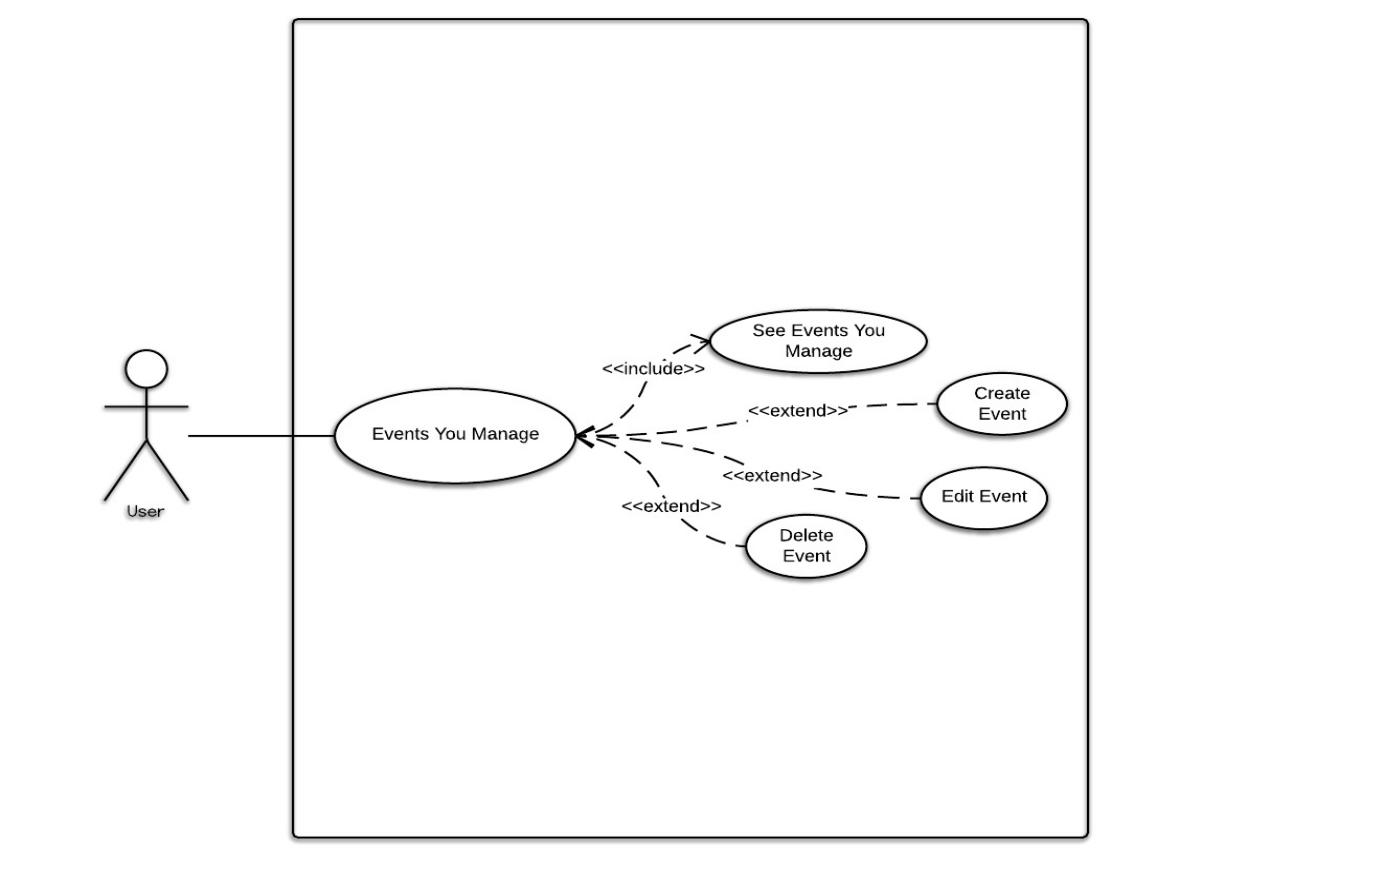 See Events You
Manage
<<include>>
Create
Event
<<extend>>
Events You Manage
<<extend>>
Edit Event
<<extend>>
Delete
Event
User